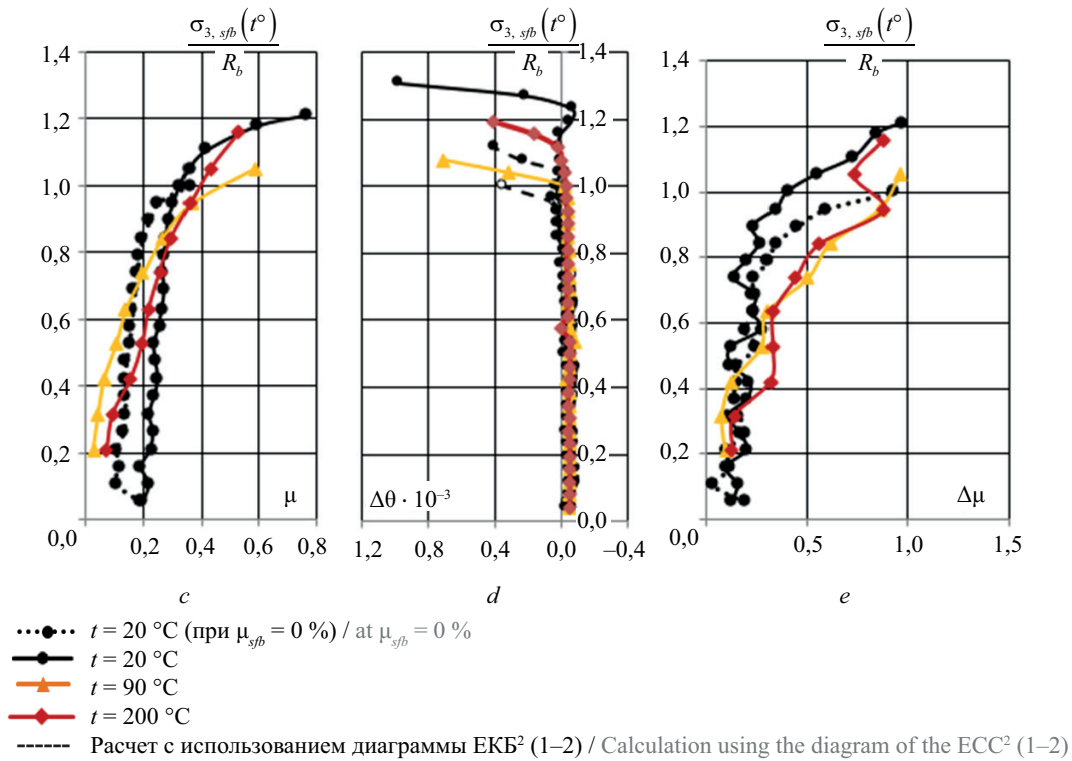 σ3, sfb (t°)
Rb
1,4
1,2
1,0
0,8
0,6
0,4
0,2
0,0
0,2
0,4
0,6
0,8
μ
c
σ3, sfb (t°)
Rb
1,4
1,2
1,0
0,8
0,6
0,4
0,2
0,0
1,2
0,8
0,4
0,0
–0,4
Δθ · 10–3
d
σ3, sfb (t°)
Rb
1,4
1,2
1,0
0,8
0,6
0,4
0,2
0,0
0,5
1,0
1,5
Δμ
e
t = 20 °C (при μsfb = 0 %) / at μsfb = 0 %
t = 20 °C
t = 90 °C
t = 200 °C
Расчет с использованием диаграммы ЕКБ² (1–2) / Calculation using the diagram of the ECC² (1–2)